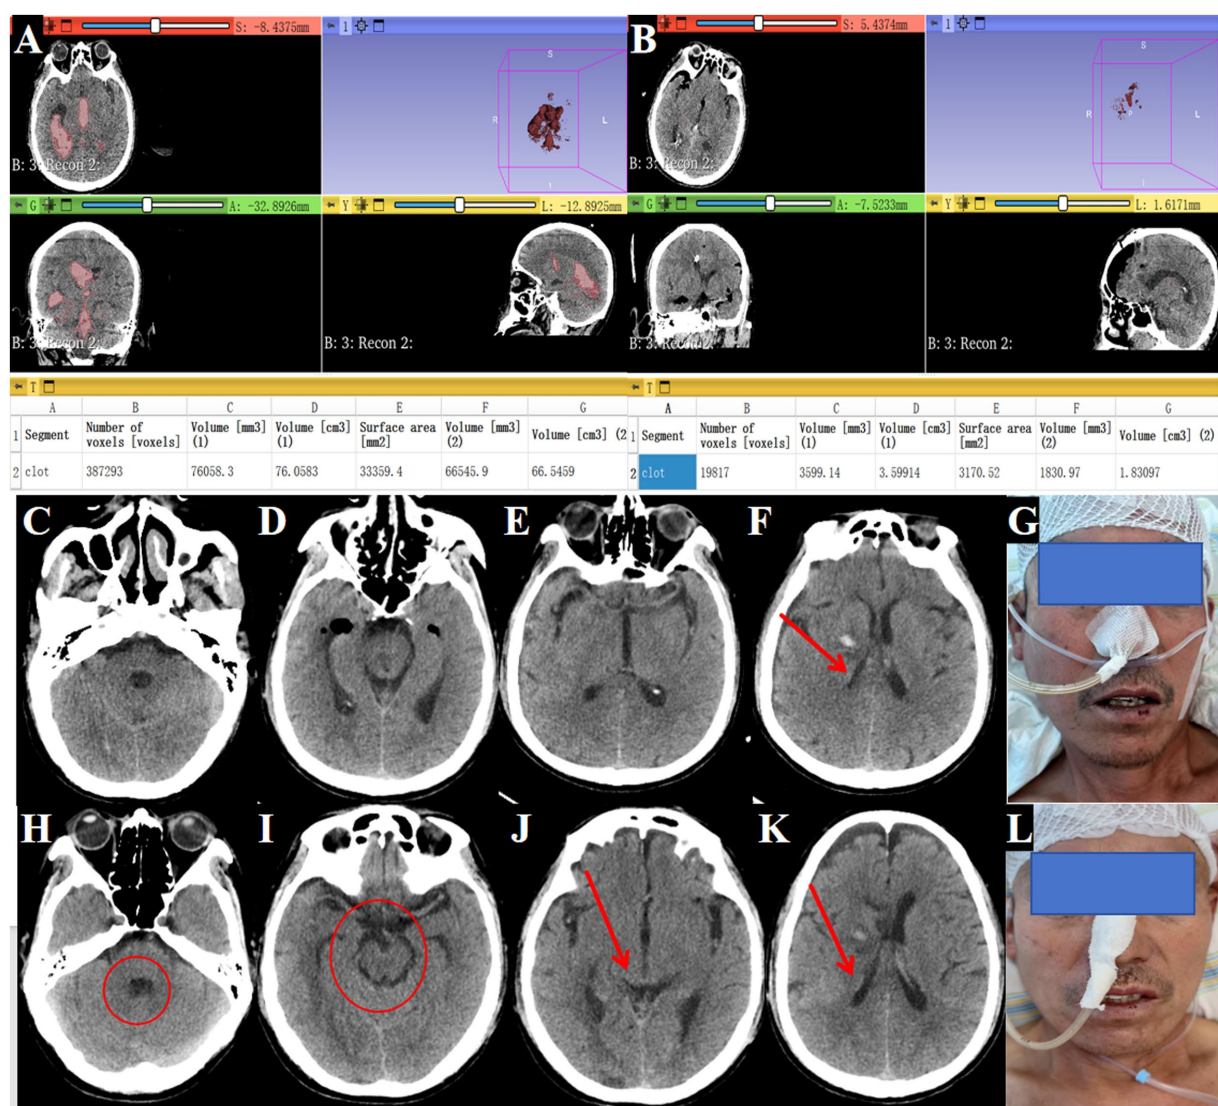 A
S: -8.4375mm
1
B
S: 5.4374mm
1
S
R
L
I
S
R
P
L
I
B: 3: Recon 2:
B: 3: Recon 2:
G
A: -32.8926mm
Y
L: -12.8925mm
G
A: -7.5233mm
Y
L: 1.6171mm
B: 3: Recon 2:
B: 3: Recon 2:
B: 3: Recon 2:
B: 3: Recon 2:
T
T
A B C D E F G
1 Segment Number of voxels [voxels] Volume [mm3] (1) Volume [cm3] (1) Surface area [mm2] Volume [mm3] (2) Volume [cm3] (2
2 clot 387293 76058.3 76.0583 33359.4 66545.9 66.5459
A B C D E F G
1 Segment Number of voxels [voxels] Volume [mm3] (1) Volume [cm3] (1) Surface area [mm2] Volume [mm3] (2) Volume [cm3] (2)
2 clot 19817 3599.14 3.59914 3170.52 1830.97 1.83097
C D E F G
H I J K L